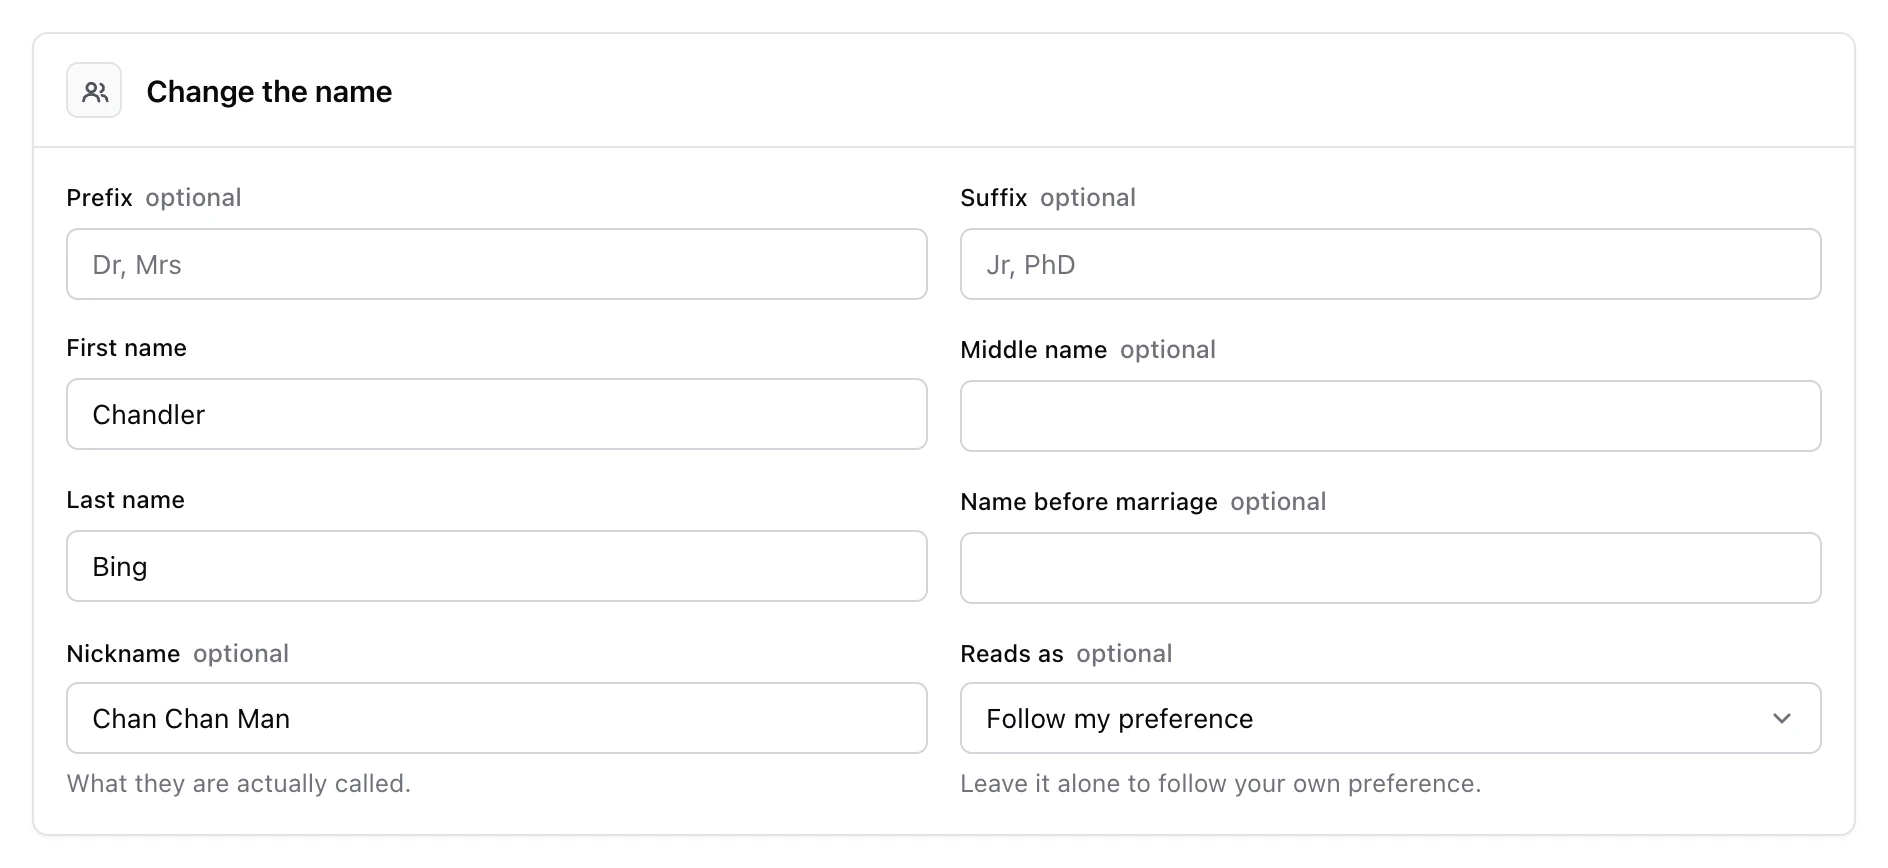 Change the name
Prefix optional
Dr, Mrs
Suffix optional
Jr, PhD
First name
Chandler
Middle name optional
Last name
Bing
Name before marriage optional
Nickname optional
Chan Chan Man
What they are actually called.
Reads as optional
Follow my preference
Leave it alone to follow your own preference.